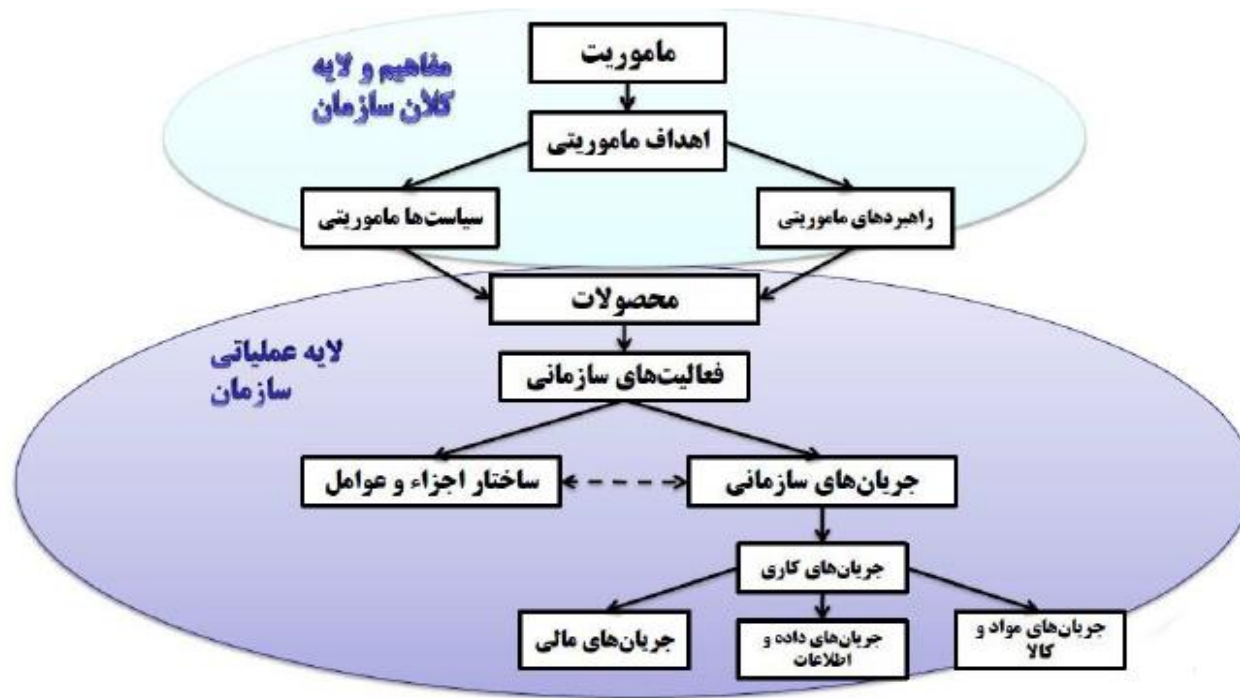 ماموریت
مفاهیم و لایه
کلان سازمان
اهداف ماموریتی
راهبردهای ماموریتی
سیاست‌ها ماموریتی
محصولات
لایه عملیاتی
سازمان
فعالیت‌های سازمانی
جریان‌های سازمانی
ساختار اجزاء و عوامل
جریان‌های کاری
جریان‌های مواد و
کالا
جریان‌های داده و
اطلاعات
جریان‌های مالی